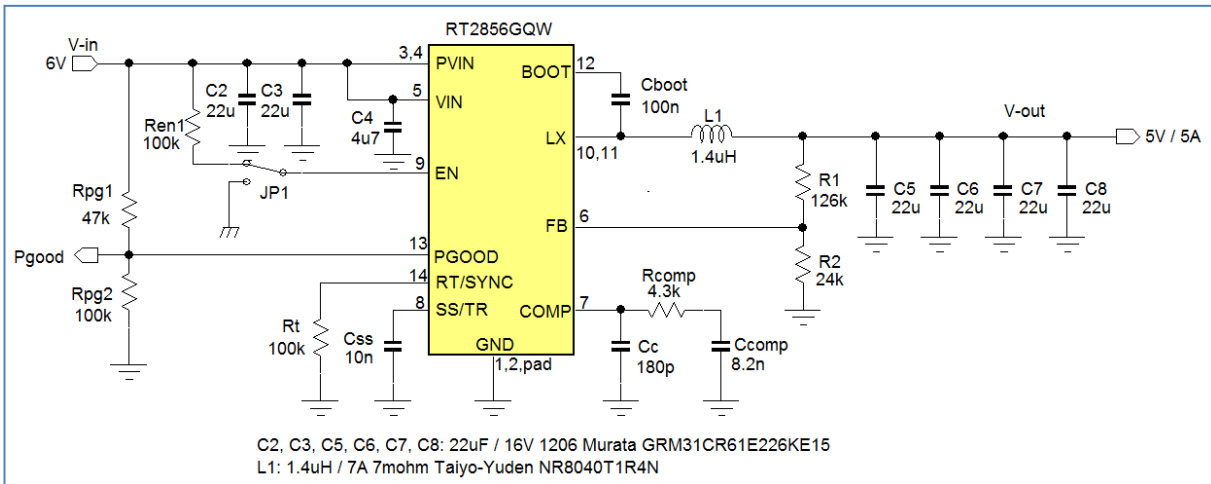 RT2856GQW
V-in
6V
3,4
PVIN
5
VIN
9
EN
13
PGOOD
14
RT/SYNC
8
SS/TR
GND
1,2,pad
BOOT
12
LX
10,11
FB
6
COMP
7
C2
22u
C3
22u
C4
4u7
Ren1
100k
JP1
Rpg1
47k
Pgood
Rpg2
100k
Rt
100k
Css
10n
Cboot
100n
L1
1.4uH
V-out
5V / 5A
R1
126k
R2
24k
C5
22u
C6
22u
C7
22u
C8
22u
Rcomp
4.3k
Cc
180p
Ccomp
8.2n
C2, C3, C5, C6, C7, C8: 22uF / 16V 1206 Murata GRM31CR61E226KE15
L1: 1.4uH / 7A 7mohm Taiyo-Yuden NR8040T1R4N